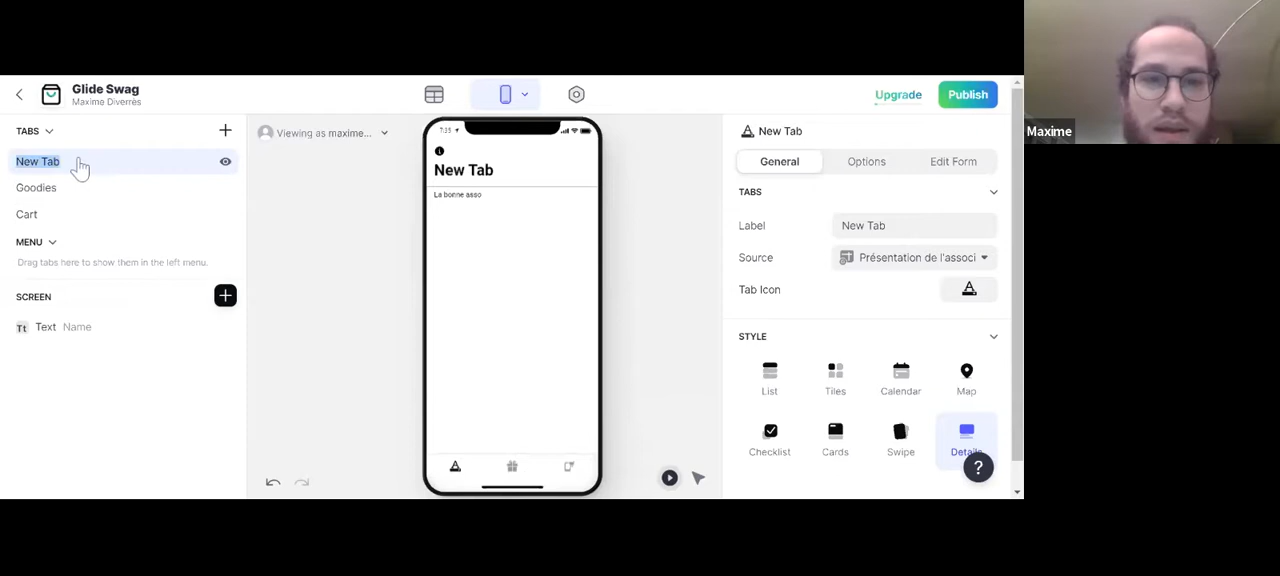 Glide Swag
Maxime Diverrès
Upgrade
Publish
TABS
New Tab
Goodies
Cart
MENU
Drag tabs here to show them in the left menu.
SCREEN
Tt Text Name
Viewing as maxime...
7:35
New Tab
La bonne asso
New Tab
General
Options
Edit Form
TABS
Label
New Tab
Source
Présentation de l'associ
Tab Icon
STYLE
List
Tiles
Calendar
Map
Checklist
Cards
Swipe
Details
?
Maxime